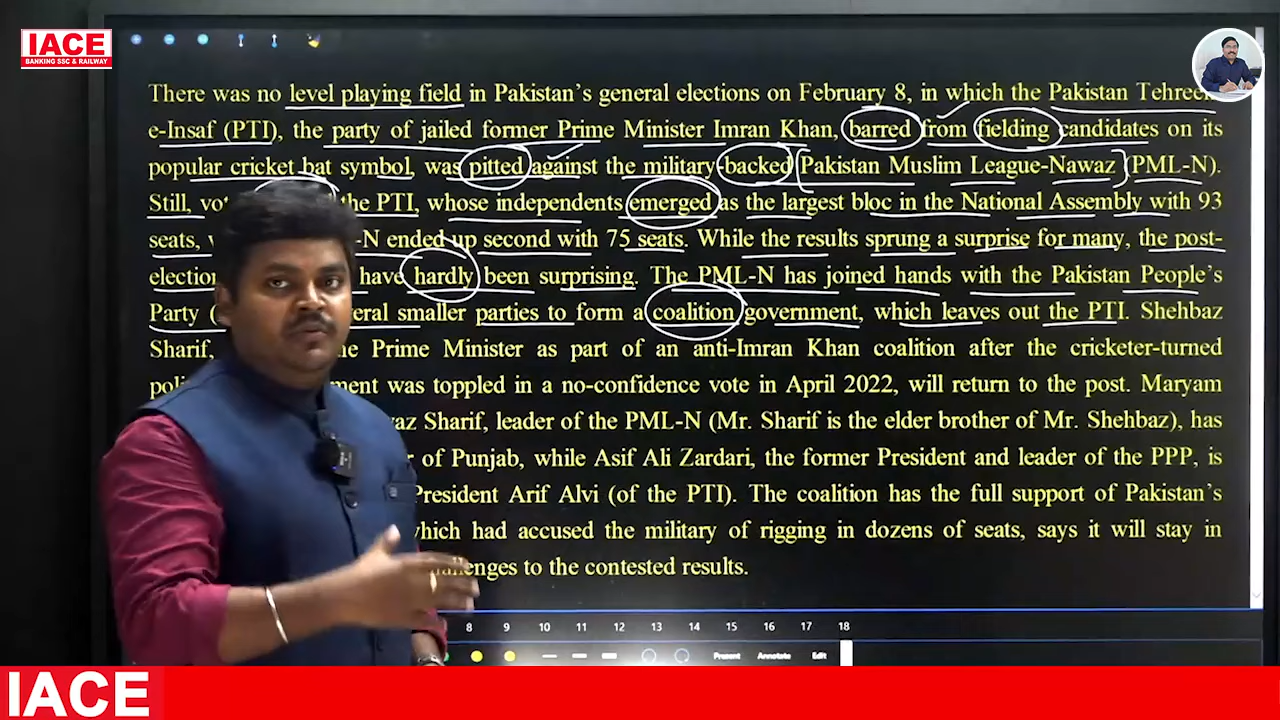 IACE
BANKING SSC & RAILWAY
There was no level playing field in Pakistan's general elections on February 8, in which the Pakistan Tehreek-
e-Insaf (PTI), the party of jailed former Prime Minister Imran Khan, barred from fielding candidates on its
popular cricket bat symbol, was pitted against the military-backed Pakistan Muslim League-Nawaz (PML-N).
Still, the PTI, whose independents emerged as the largest bloc in the National Assembly with 93
seats, -N ended up second with 75 seats. While the results sprung a surprise for many, the post-
election have hardly been surprising. The PML-N has joined hands with the Pakistan People's
Party ( smaller parties to form a coalition government, which leaves out the PTI. Shehbaz
Sharif, Prime Minister as part of an anti-Imran Khan coalition after the cricketer-turned
was toppled in a no-confidence vote in April 2022, will return to the post. Maryam
Sharif, leader of the PML-N (Mr. Sharif is the elder brother of Mr. Shehbaz), has
of Punjab, while Asif Ali Zardari, the former President and leader of the PPP, is
President Arif Alvi (of the PTI). The coalition has the full support of Pakistan's
which had accused the military of rigging in dozens of seats, says it will stay in
to the contested results.
8 9 10 11 12 13 14 15 16 17 18
Present Annotate Edit
IACE